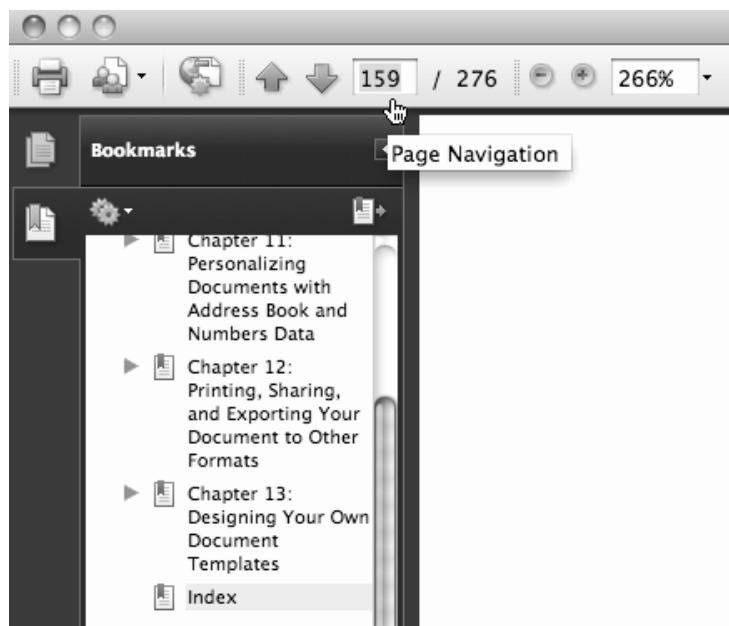 159 / 276 266%
Page Navigation
Bookmarks
Chapter 11:
Personalizing
Documents with
Address Book and
Numbers Data
Chapter 12:
Printing, Sharing,
and Exporting Your
Document to Other
Formats
Chapter 13:
Designing Your Own
Document
Templates
Index